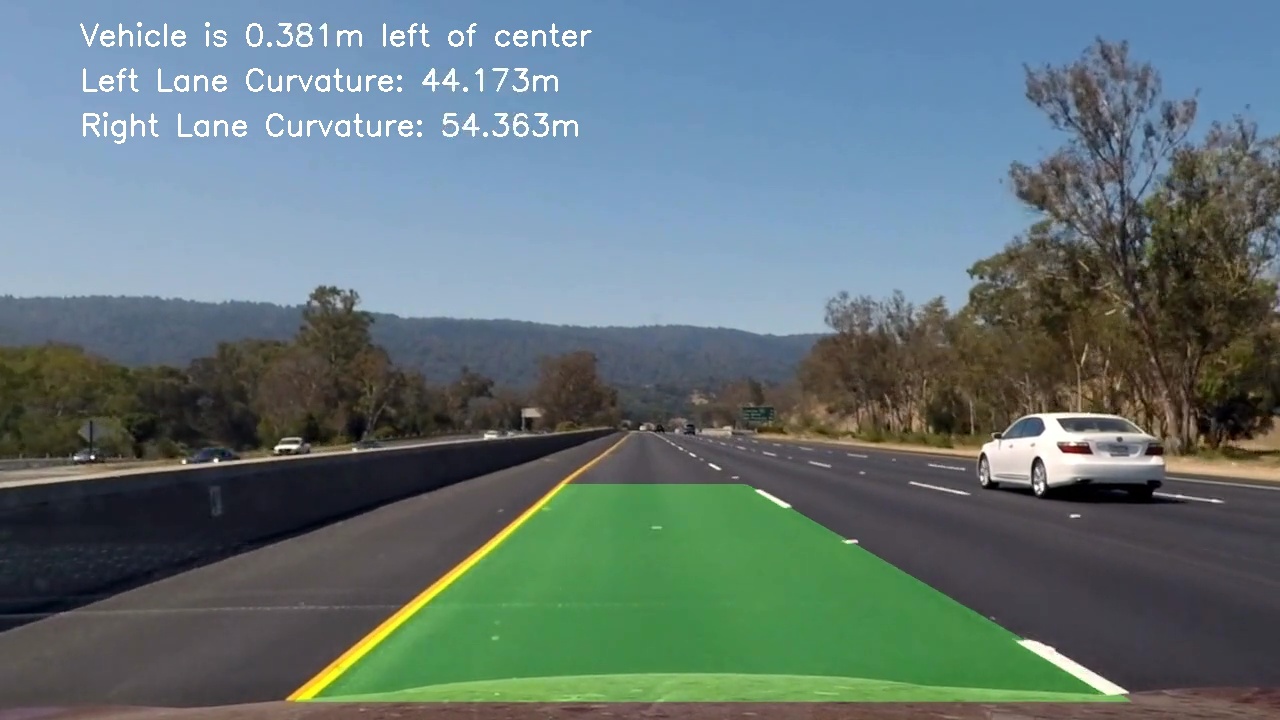 Vehicle is 0.381m left of center
Left Lane Curvature: 44.173m
Right Lane Curvature: 54.363m